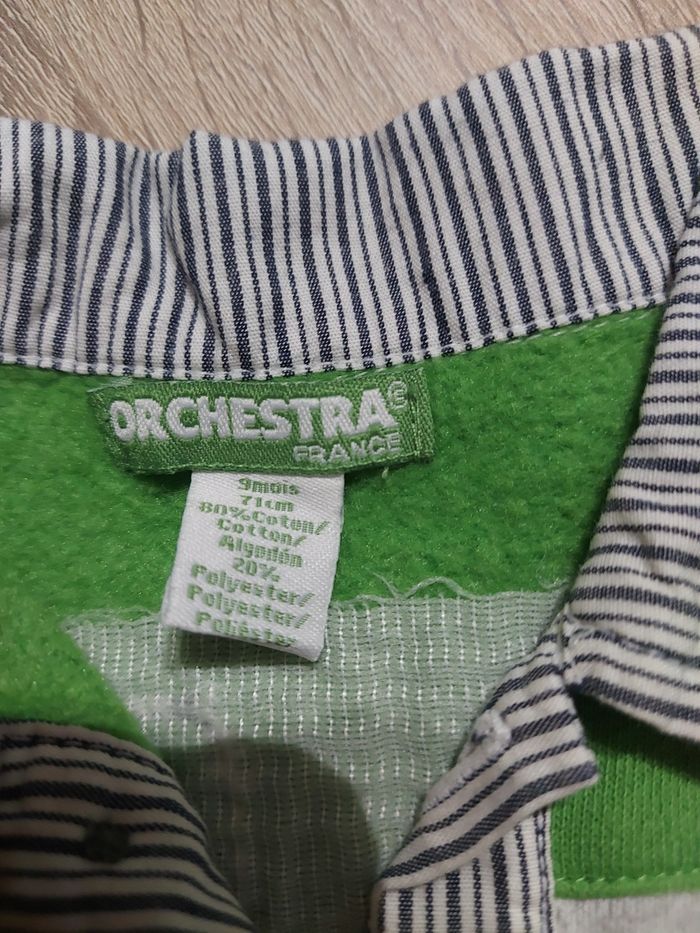 ORCHESTRA®
FRANCE
9mois
71cm
80%Coton/
Cotton/
Algodón
20%
Polyester/
Polyester/
Poliéster